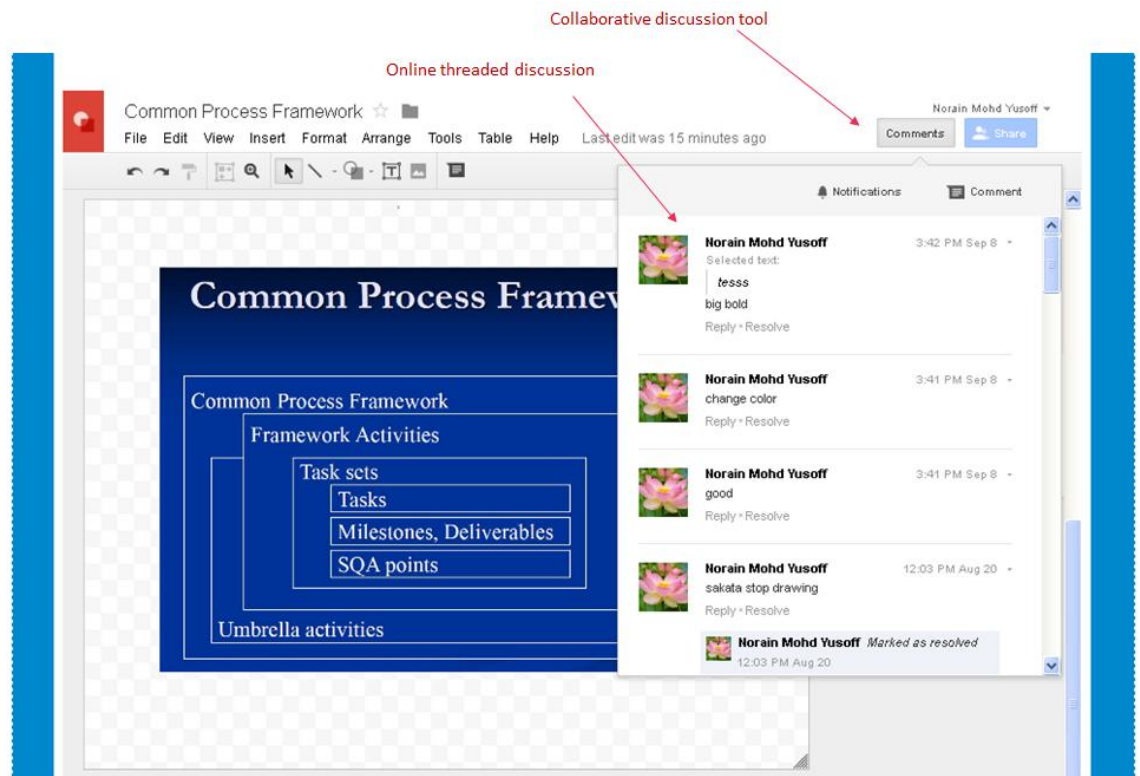 Collaborative discussion tool
Online threaded discussion
Common Process Framework
Norain Mohd Yusoff
File Edit View Insert Format Arrange Tools Table Help Last edit was 15 minutes ago
Comments Share
Notifications Comment
Norain Mohd Yusoff 3:42 PM Sep 8
Selected text:
tesss
big bold
Reply • Resolve
Norain Mohd Yusoff 3:41 PM Sep 8
change color
Reply • Resolve
Norain Mohd Yusoff 3:41 PM Sep 8
good
Reply • Resolve
Norain Mohd Yusoff 12:03 PM Aug 20
sakata stop drawing
Reply • Resolve
Norain Mohd Yusoff Marked as resolved
12:03 PM Aug 20
Common Process Framew
Common Process Framework
Framework Activities
Task sets
Tasks
Milestones, Deliverables
SQA points
Umbrella activities